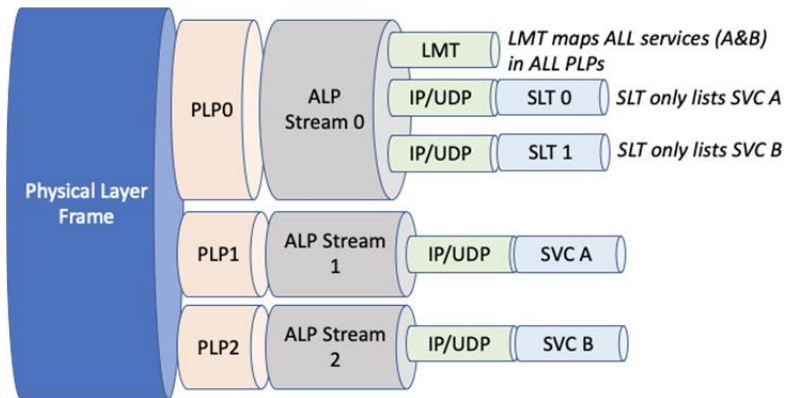 Physical Layer
Frame
PLP0
ALP
Stream 0
LMT
LMT maps ALL services (A&B)
in ALL PLPs
IP/UDP
SLT 0
SLT only lists SVC A
IP/UDP
SLT 1
SLT only lists SVC B
PLP1
ALP Stream
1
IP/UDP
SVC A
PLP2
ALP Stream
2
IP/UDP
SVC B